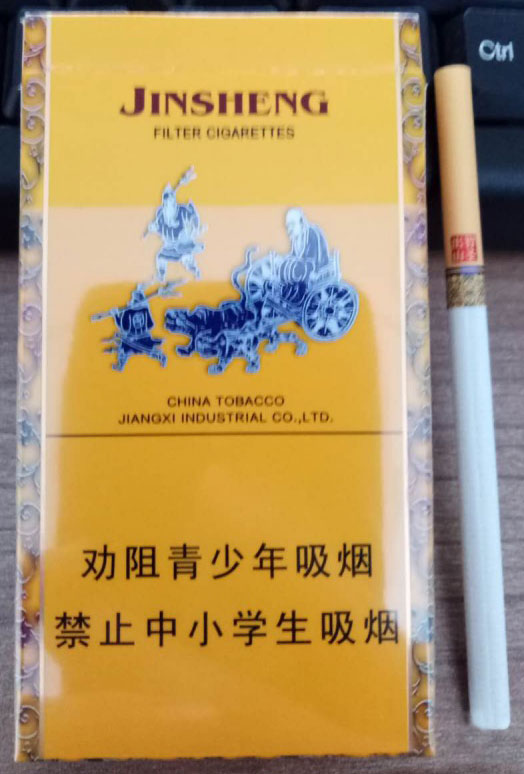 Ctrl
JINSHENG
FILTER CIGARETTES
CHINA TOBACCO
JIANGXI INDUSTRIAL CO.,LTD.
劝阻青少年吸烟
禁止中小学生吸烟